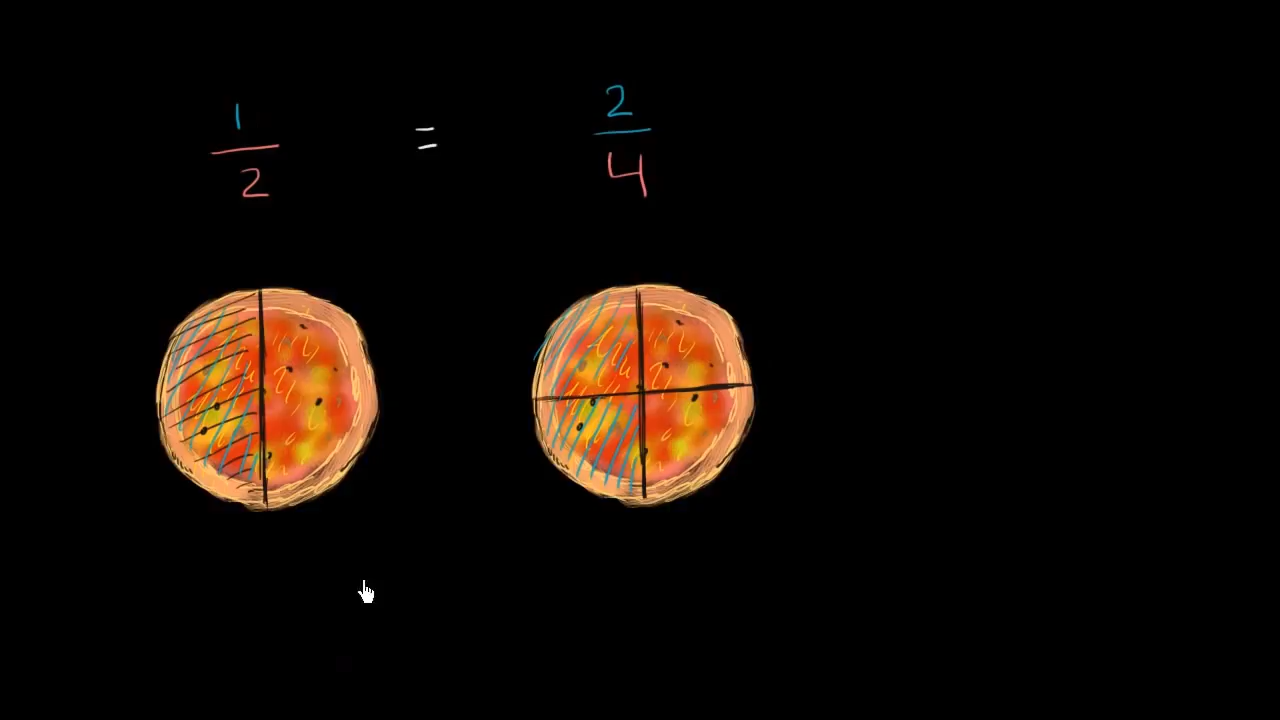 1/2 = 2/4